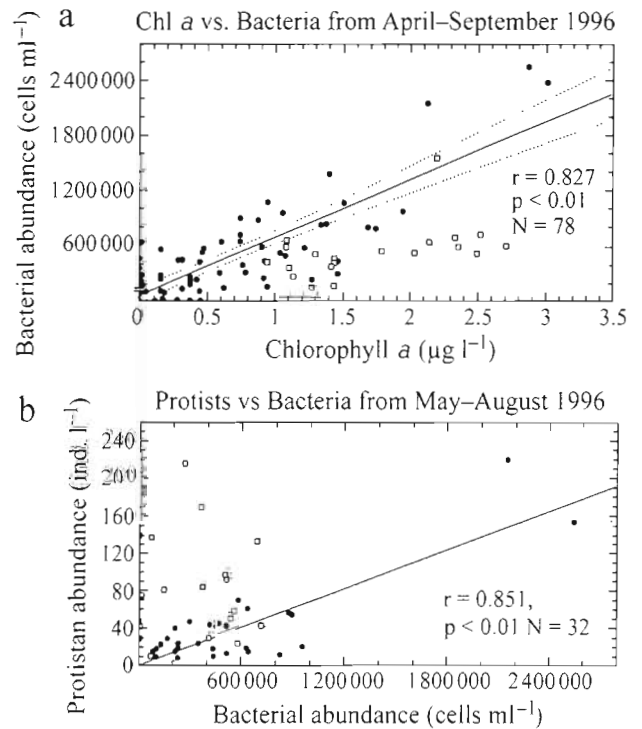 a
Chl a vs. Bacteria from April–September 1996
Bacterial abundance (cells ml⁻¹)
2400000
1800000
1200000
600000
0
r = 0.827
p < 0.01
N = 78
0 0.5 1 1.5 2 2.5 3 3.5
Chlorophyll a (µg l⁻¹)
b
Protists vs Bacteria from May–August 1996
Protistan abundance (ind. l⁻¹)
240
200
160
120
80
40
0
r = 0.851,
p < 0.01 N = 32
600000 1200000 1800000 2400000
Bacterial abundance (cells ml⁻¹)